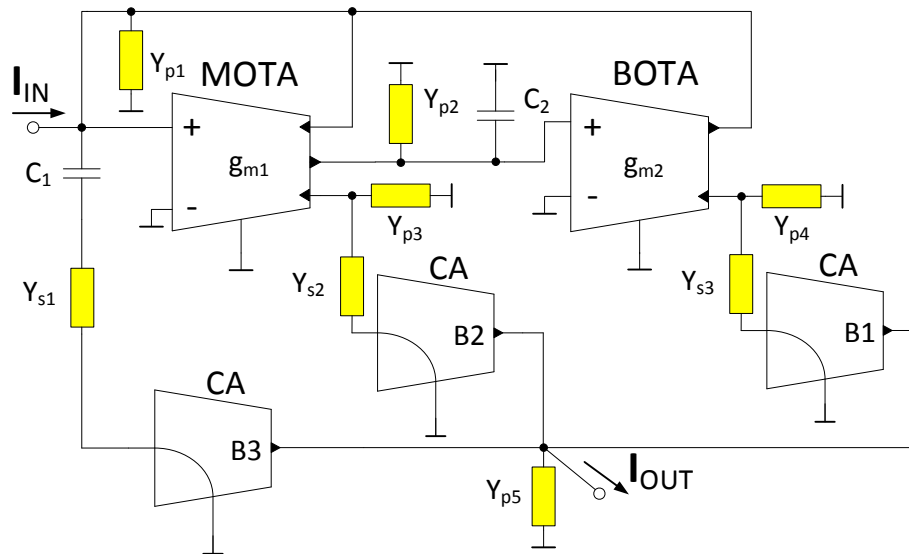 I_IN
Y_p1
MOTA
BOTA
Y_p2
C_2
+
-
g_m1
+
-
g_m2
C_1
Y_p3
Y_p4
Y_s1
Y_s2
CA
B2
Y_s3
CA
B1
CA
B3
Y_p5
I_OUT